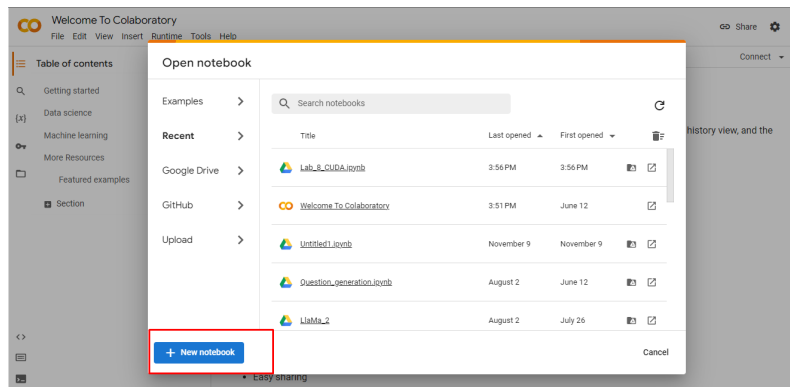 Welcome To Colaboratory
File Edit View Insert Runtime Tools Help
Share
Connect
Table of contents
Getting started
Data science
Machine learning
More Resources
Featured examples
Section
{x}
<>
history view, and the
Open notebook
Examples
Recent
Google Drive
GitHub
Upload
Search notebooks
Title Last opened First opened
Lab_8_CUDA.ipynb 3:56 PM 3:56 PM
Welcome To Colaboratory 3:51 PM June 12
Untitled1.ipynb November 9 November 9
Question_generation.ipynb August 2 June 12
LlaMa_2 August 2 July 26
+ New notebook
Cancel
Easy sharing